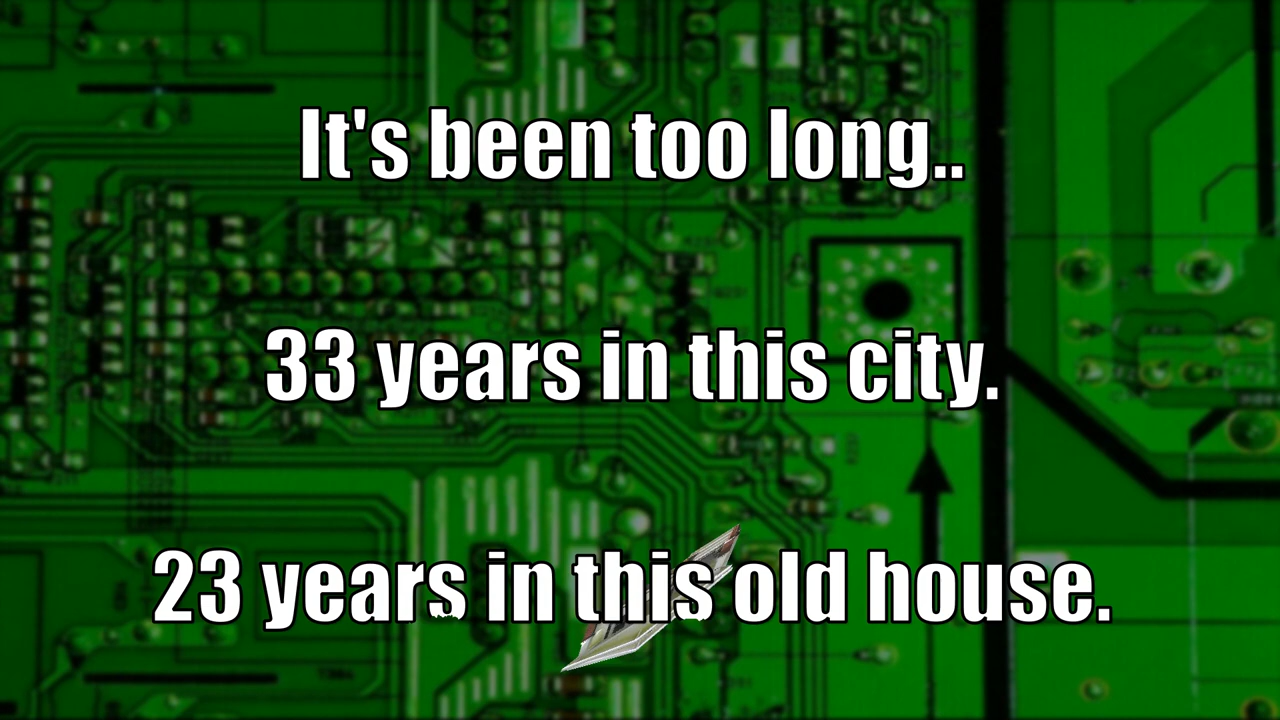 It's been too long..
33 years in this city.
23 years in this old house.